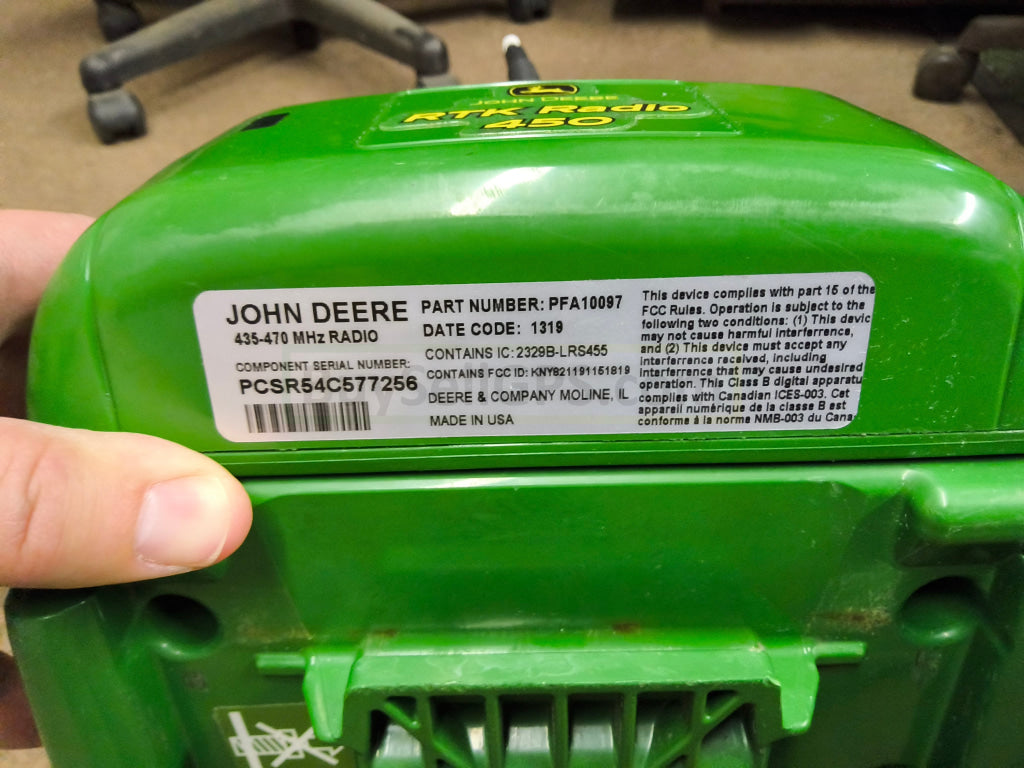 JOHN DEERE
RTK Radio
450
JOHN DEERE
435-470 MHz RADIO
COMPONENT SERIAL NUMBER:
PCSR54C577256
PART NUMBER: PFA10097
DATE CODE: 1319
CONTAINS IC: 2329B-LRS455
CONTAINS FCC ID: KNY821191151819
DEERE & COMPANY MOLINE, IL
MADE IN USA
This device complies with part 15 of the
FCC Rules. Operation is subject to the
following two conditions: (1) This devic
may not cause harmful interference,
and (2) This device must accept any
interference received, including
interference that may cause undesired
operation. This Class B digital apparatu
complies with Canadian ICES-003. Cet
appareil numérique de la classe B est
conforme à la norme NMB-003 du Cana